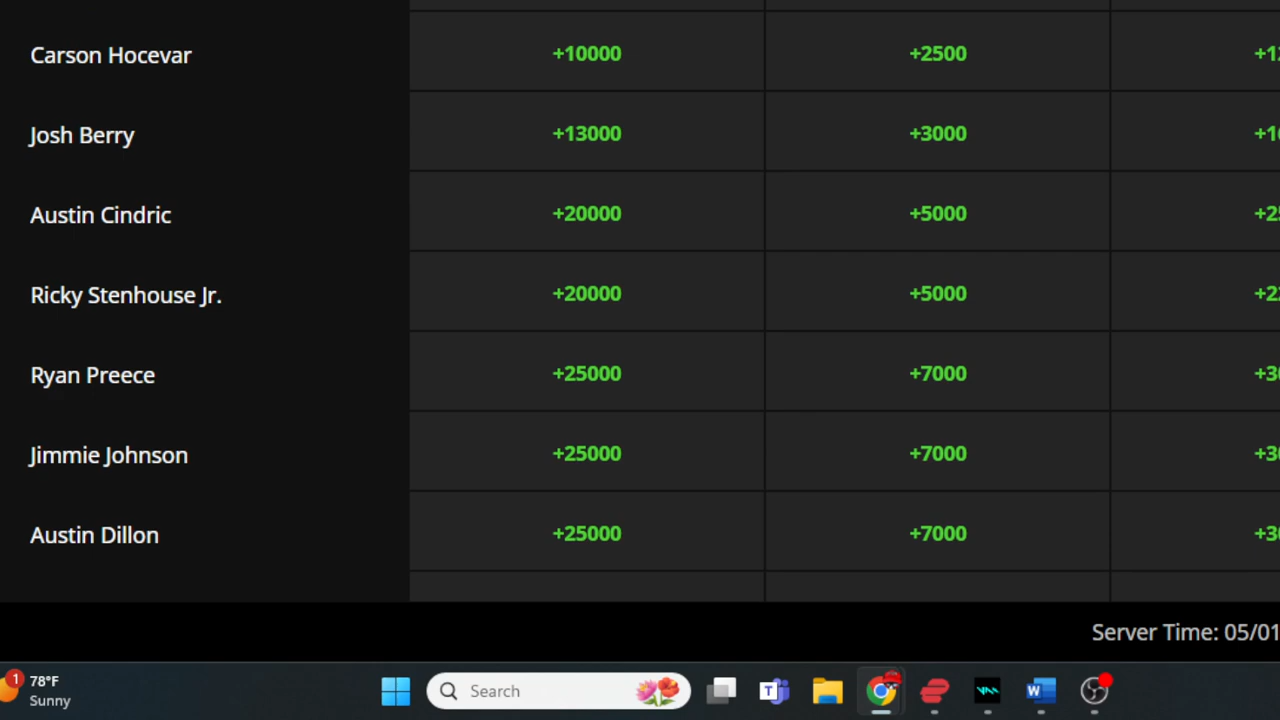 Carson Hocevar +10000 +2500
Josh Berry +13000 +3000
Austin Cindric +20000 +5000
Ricky Stenhouse Jr. +20000 +5000
Ryan Preece +25000 +7000
Jimmie Johnson +25000 +7000
Austin Dillon +25000 +7000
Server Time: 05/01
1
78°F
Sunny
Search